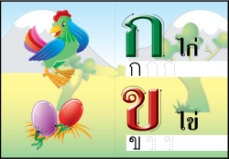 ก ไก่
ก ก ก
ข ไข่
ข ข ข